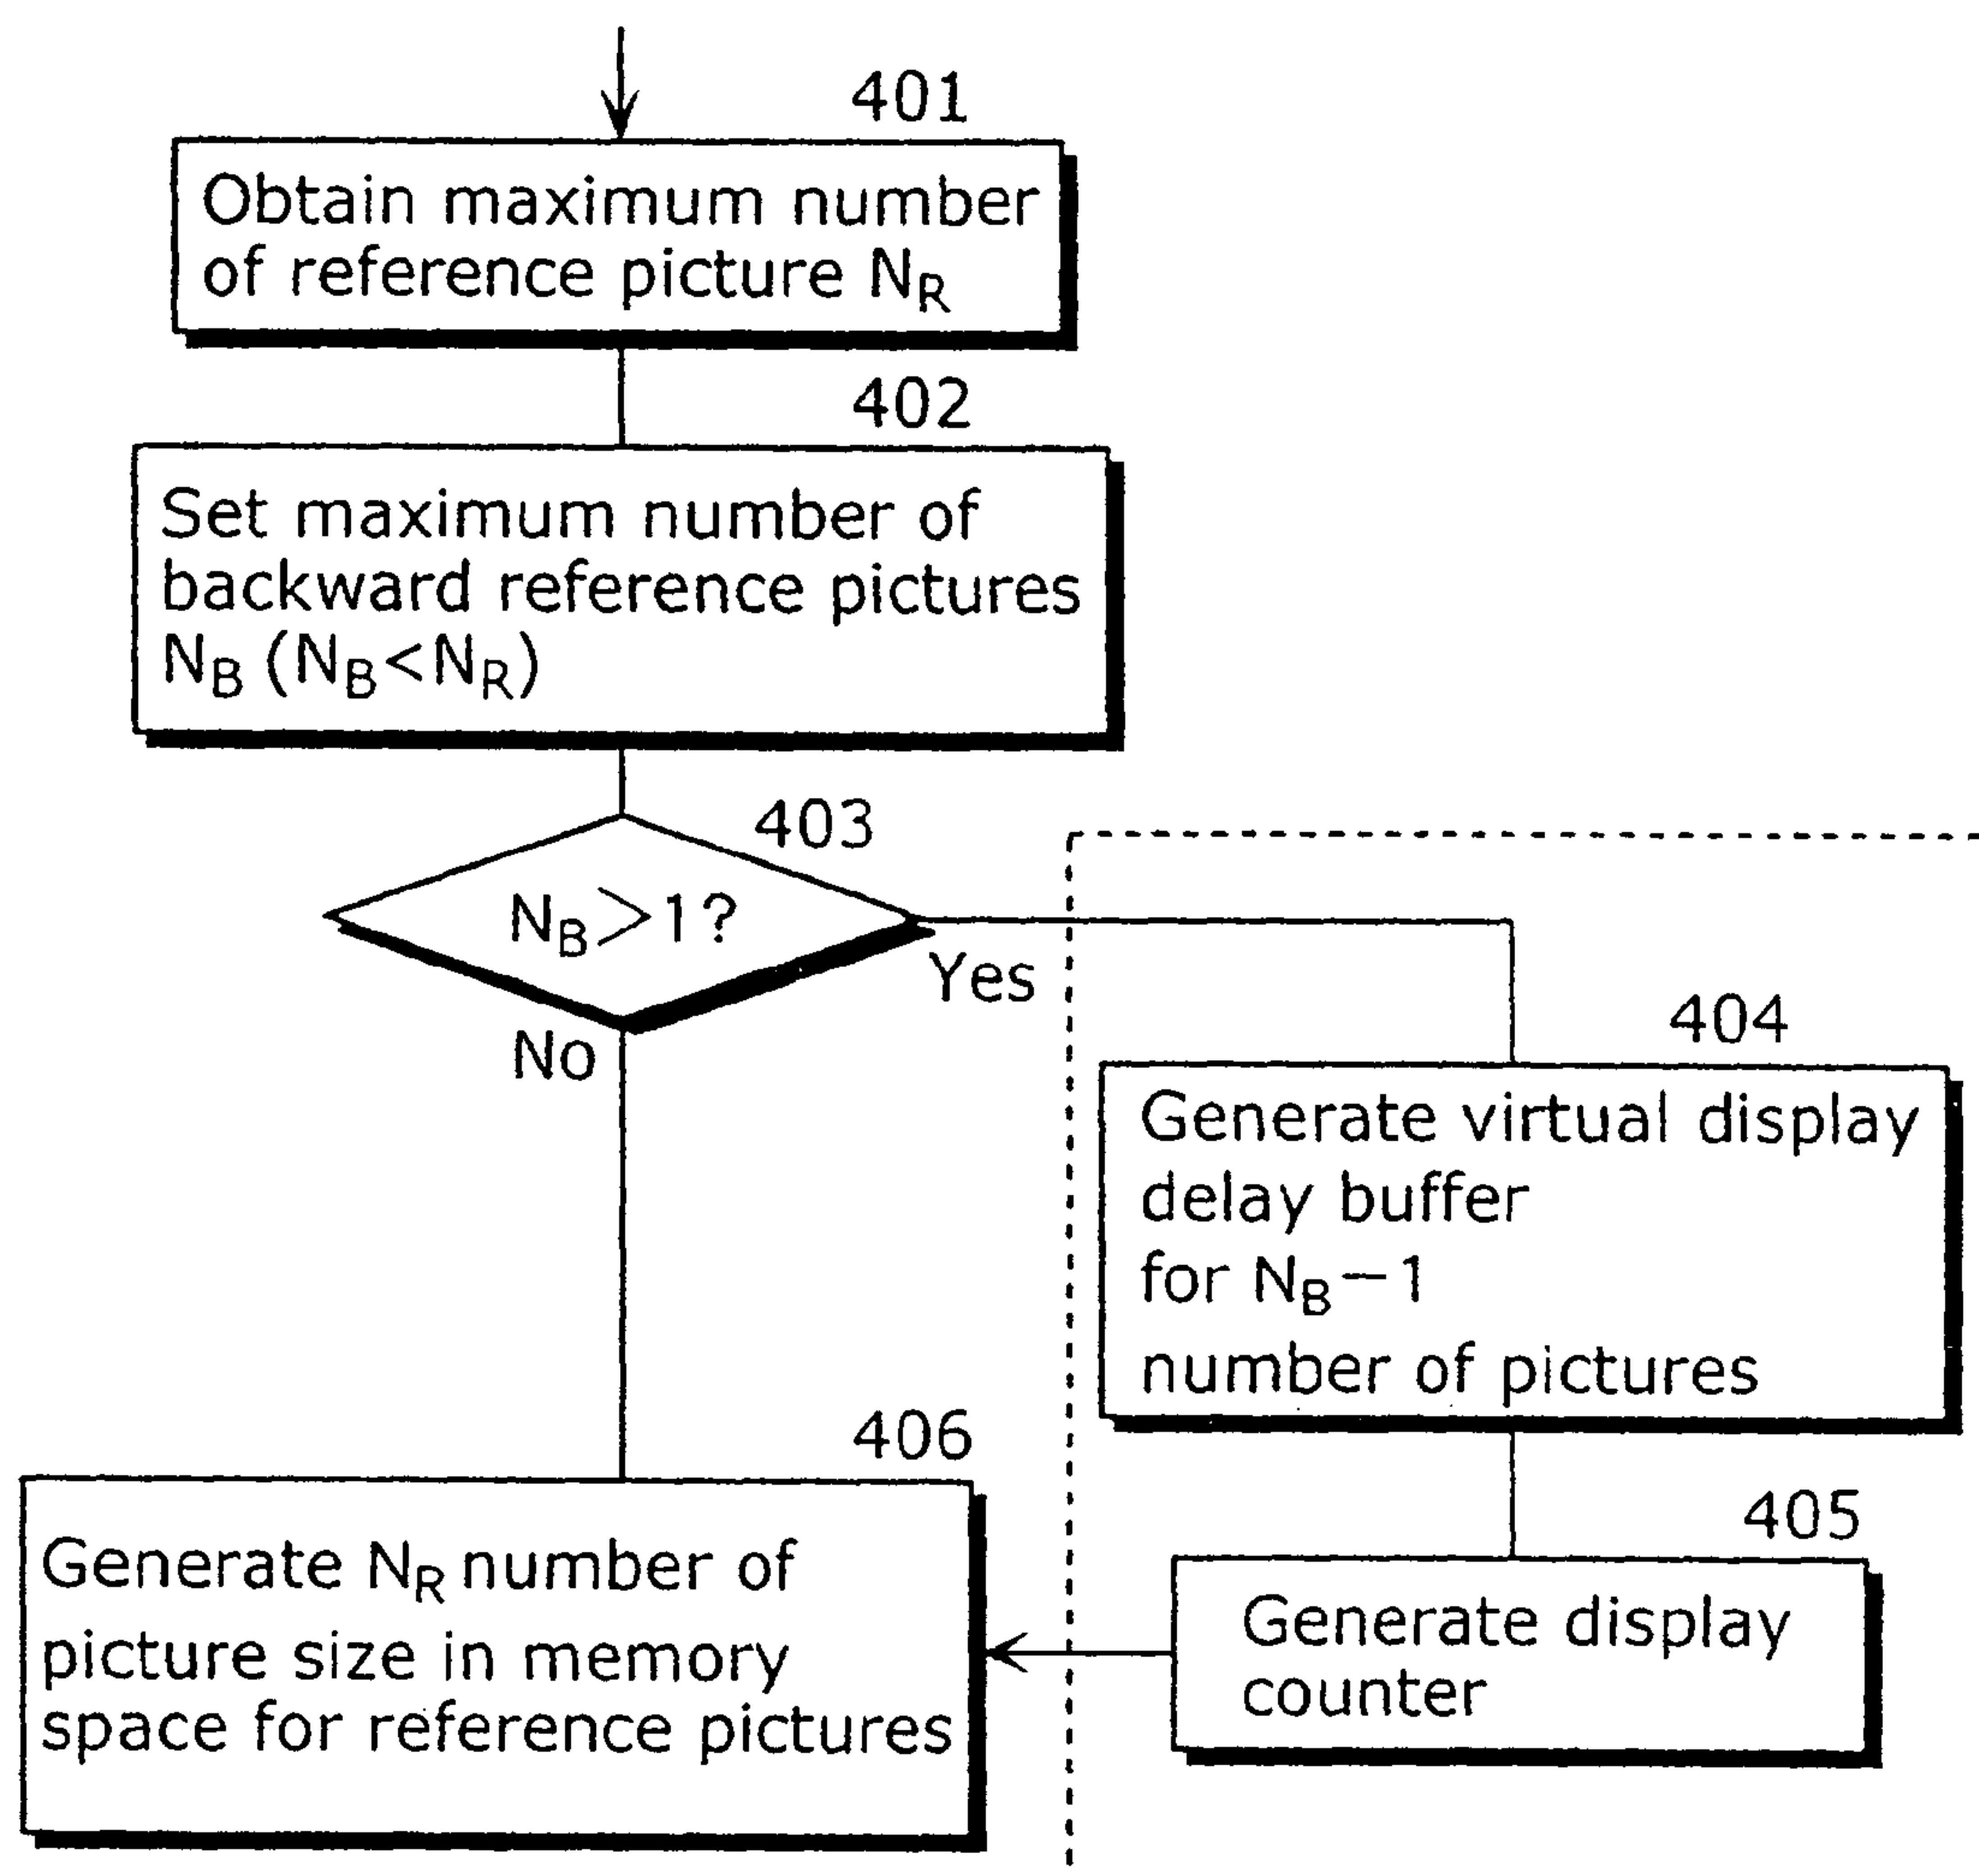 401
Obtain maximum number
of reference picture NR
402
Set maximum number of
backward reference pictures
NB (NB<NR)
403
NB>1?
Yes
No
404
Generate virtual display
delay buffer
for NB−1
number of pictures
405
Generate display
counter
406
Generate NR number of
picture size in memory
space for reference pictures